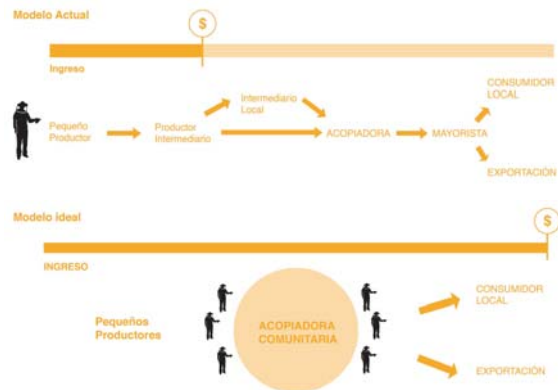 Modelo Actual
$
Ingreso
Pequeño
Productor
Productor
Intermediario
Intermediario
Local
ACOPIADORA
MAYORISTA
CONSUMIDOR
LOCAL
EXPORTACIÓN
Modelo ideal
$
INGRESO
Pequeños
Productores
ACOPIADORA
COMUNITARIA
CONSUMIDOR
LOCAL
EXPORTACIÓN